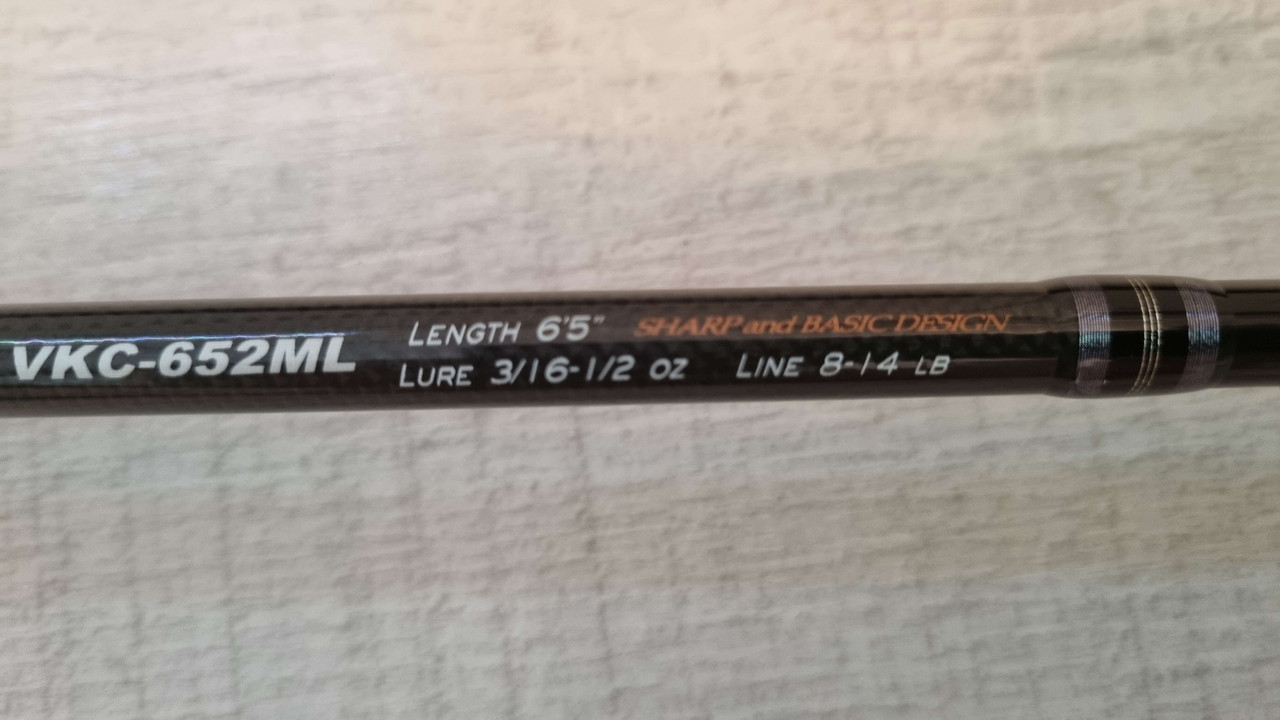 VKC-652ML
LENGTH 6'5" SHARP and BASIC DESIGN
LURE 3/16-1/2 OZ LINE 8-14 LB